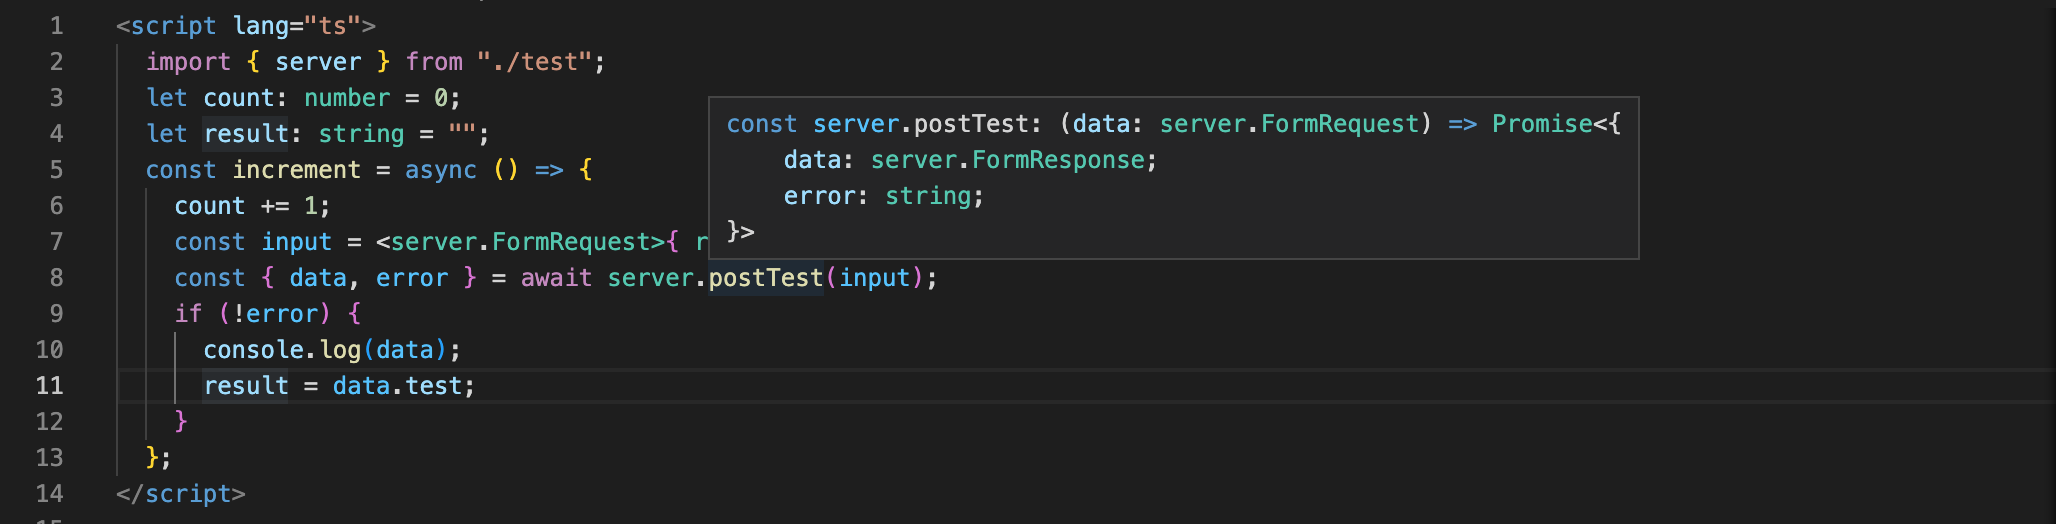 1 <script lang="ts">
2 import { server } from "./test";
3 let count: number = 0;
4 let result: string = "";
5 const increment = async () => {
6 count += 1;
7 const input = <server.FormRequest>{ r
8 const { data, error } = await server.postTest(input);
9 if (!error) {
10 console.log(data);
11 result = data.test;
12 }
13 };
14 </script>
const server.postTest: (data: server.FormRequest) => Promise<{
data: server.FormResponse;
error: string;
}>